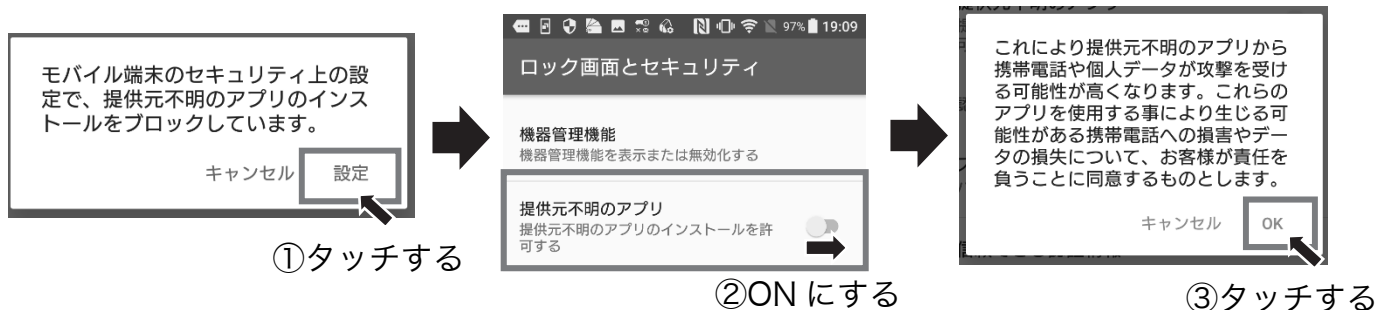 モバイル端末のセキュリティ上の設
定で、提供元不明のアプリのインス
トールをブロックしています。
キャンセル 設定
①タッチする
97% 19:09
ロック画面とセキュリティ
機器管理機能
機器管理機能を表示または無効化する
提供元不明のアプリ
提供元不明のアプリのインストールを許
可する
②ON にする
これにより提供元不明のアプリから
携帯電話や個人データが攻撃を受け
る可能性が高くなります。これらの
アプリを使用する事により生じる可
能性がある携帯電話への損害やデー
タの損失について、お客様が責任を
負うことに同意するものとします。
キャンセル OK
③タッチする